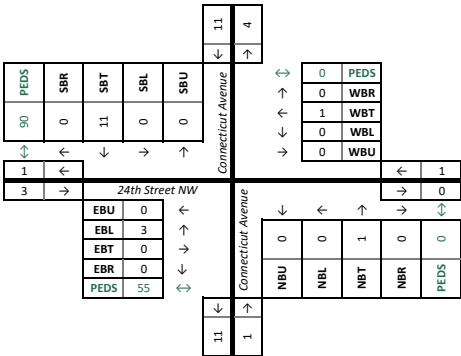 11 4
↓ ↑
PEDS SBR SBT SBL SBU
90 0 11 0 0
↕ ← ↓ → ↑
Connecticut Avenue
↔ 0 PEDS
↑ 0 WBR
← 1 WBT
↓ 0 WBL
→ 0 WBU
1 ←
← 1
3 →
→ 0
24th Street NW
EBU 0 ←
EBL 3 ↑
EBT 0 →
EBR 0 ↓
PEDS 55 ↔
Connecticut Avenue
↓ ← ↑ → ↕
0 0 1 0 0
NBU NBL NBT NBR PEDS
↓ ↑
11 1